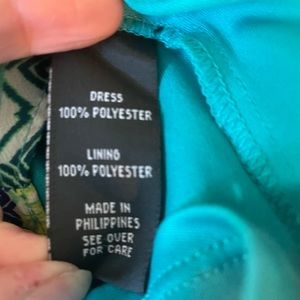 DRESS
100% POLYESTER
LINING
100% POLYESTER
MADE IN
PHILIPPINES
SEE OVER
FOR CARE